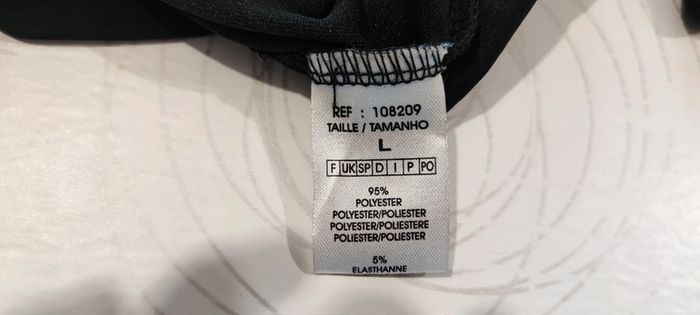 REF : 108209
TAILLE / TAMANHO
L
F UK SP D I P PO
95%
POLYESTER
POLYESTER/POLIESTER
POLYESTER/POLIESTERE
POLIESTER/POLIESTER
5%
ELASTHANNE